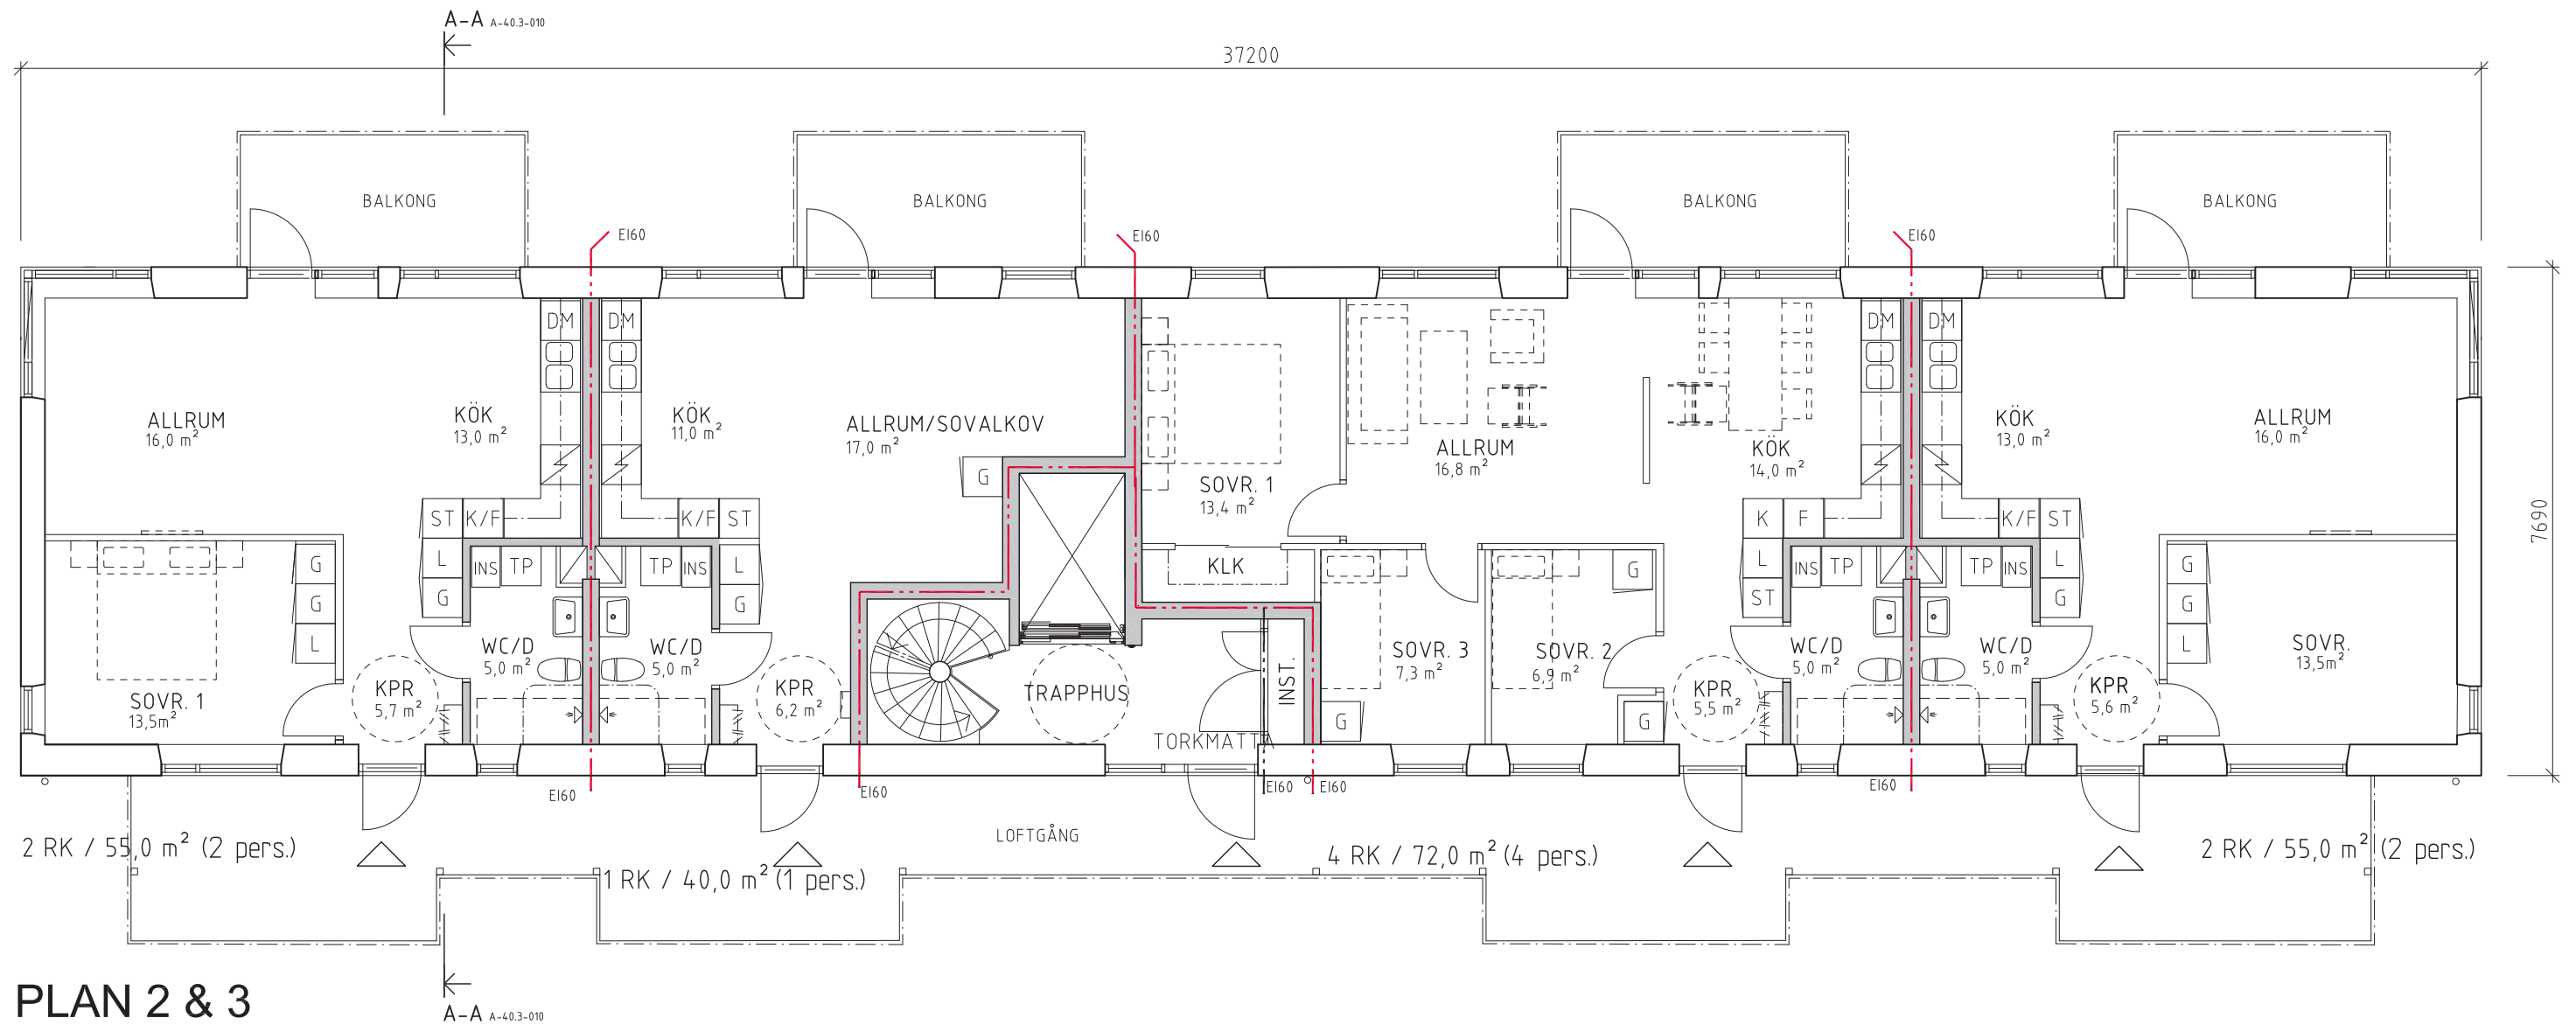 A-A A-40.3-010
37200
BALKONG
BALKONG
BALKONG
BALKONG
EI60
EI60
EI60
DM
DM
DM
DM
ALLRUM
16,0 m²
KÖK
13,0 m²
KÖK
11,0 m²
ALLRUM/SOVALKOV
17,0 m²
G
SOVR. 1
13,4 m²
ALLRUM
16,8 m²
KÖK
14,0 m²
KÖK
13,0 m²
ALLRUM
16,0 m²
7690
ST
K/F
K/F
ST
K
F
K/F
ST
L
INS
TP
TP
INS
L
KLK
L
INS
TP
TP
INS
L
G
G
L
G
G
G
G
ST
G
G
G
L
SOVR. 1
13,5m²
KPR
5,7 m²
WC/D
5,0 m²
WC/D
5,0 m²
KPR
6,2 m²
TRAPPHUS
INST.
TORKMATTA
SOVR. 3
7,3 m²
G
SOVR. 2
6,9 m²
G
KPR
5,5 m²
WC/D
5,0 m²
WC/D
5,0 m²
KPR
5,6 m²
SOVR.
13,5m²
EI60
EI60
EI60
EI60
EI60
LOFTGÅNG
2 RK / 55,0 m² (2 pers.)
1 RK / 40,0 m² (1 pers.)
4 RK / 72,0 m² (4 pers.)
2 RK / 55,0 m² (2 pers.)
PLAN 2 & 3
A-A A-40.3-010